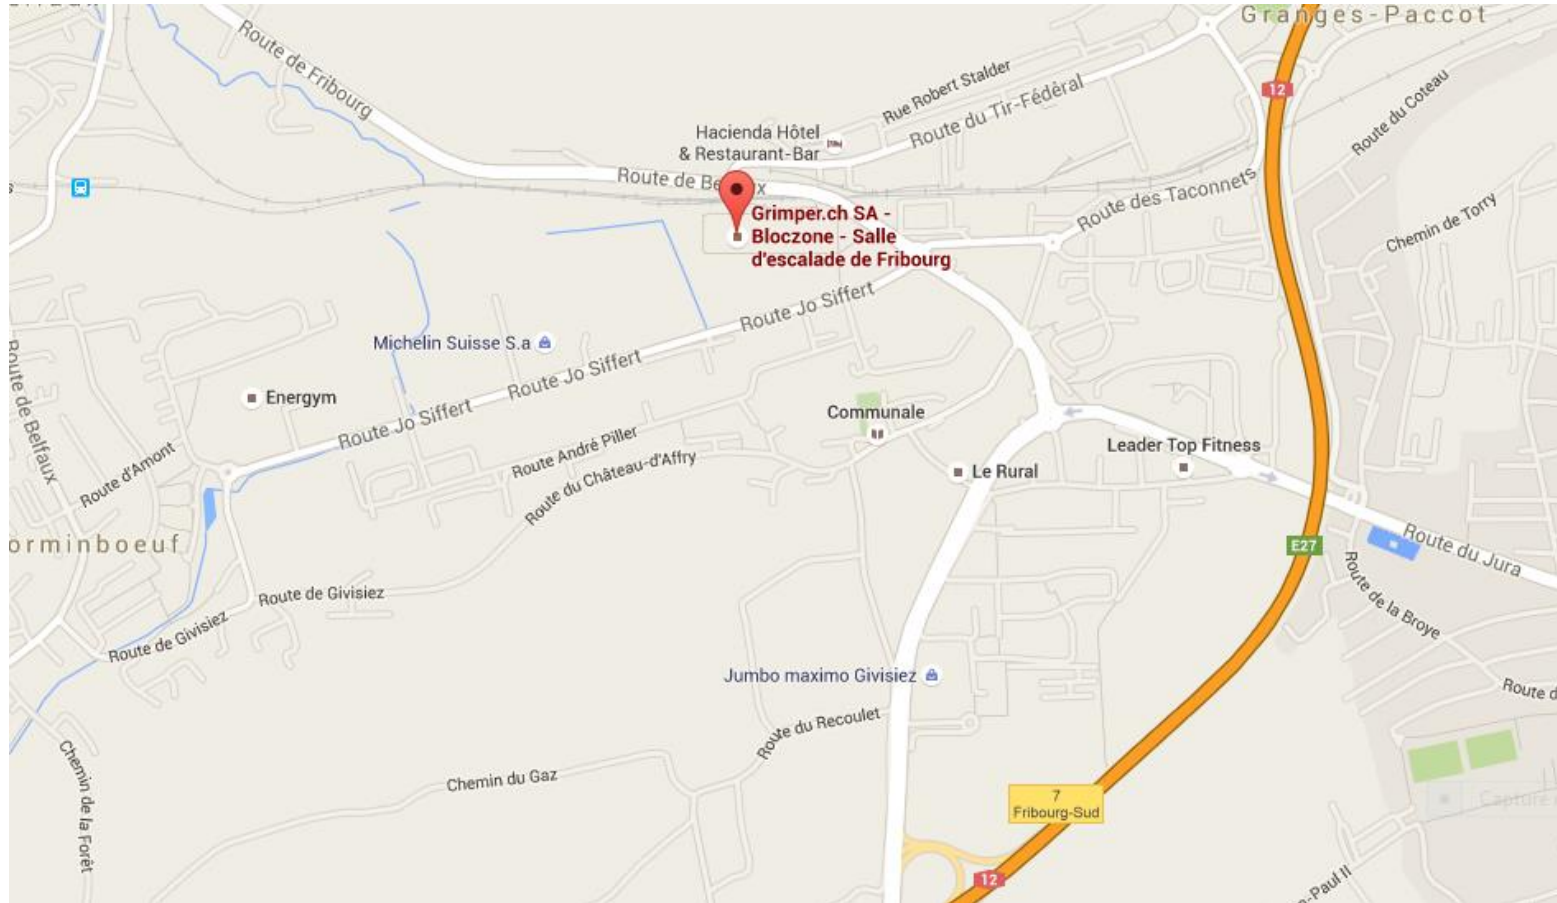 Granges-Paccot
Route de Fribourg
12
Rue Robert Stalder
Route du Tir-Fédéral
Route du Coteau
Hacienda Hôtel
& Restaurant-Bar
Route des Taconnets
Chemin de Torry
Grimper.ch SA -
Bloczone - Salle
d'escalade de Fribourg
Route Jo Siffert
Michelin Suisse S.a
Route Jo Siffert
Energym
Route Jo Siffert
Route de Belfaux
Communale
Route André Piller
Leader Top Fitness
Route d'Amont
Route du Château-d'Affry
Le Rural
E27
Route du Jura
Route de la Broye
Route de Givisiez
Route de Givisiez
Jumbo maximo Givisiez
Route du Recoulet
Chemin du Gaz
Chemin de la Forêt
7
Fribourg-Sud
Capture
12